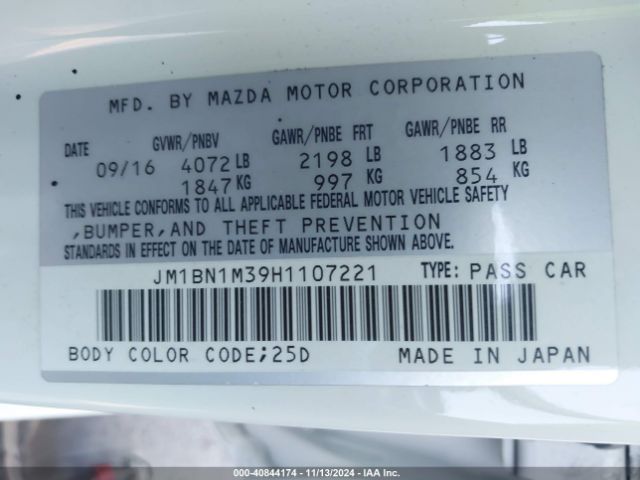 MFD. BY MAZDA MOTOR CORPORATION
DATE GVWR/PNBV GAWR/PNBE FRT GAWR/PNBE RR
09/16 4072 LB 2198 LB 1883 LB
1847 KG 997 KG 854 KG
THIS VEHICLE CONFORMS TO ALL APPLICABLE FEDERAL MOTOR VEHICLE SAFETY
,BUMPER,AND THEFT PREVENTION
STANDARDS IN EFFECT ON THE DATE OF MANUFACTURE SHOWN ABOVE.
JM1BN1M39H1107221 TYPE: PASS CAR
BODY COLOR CODE;25D MADE IN JAPAN
000-40844174 - 11/13/2024 - IAA Inc.